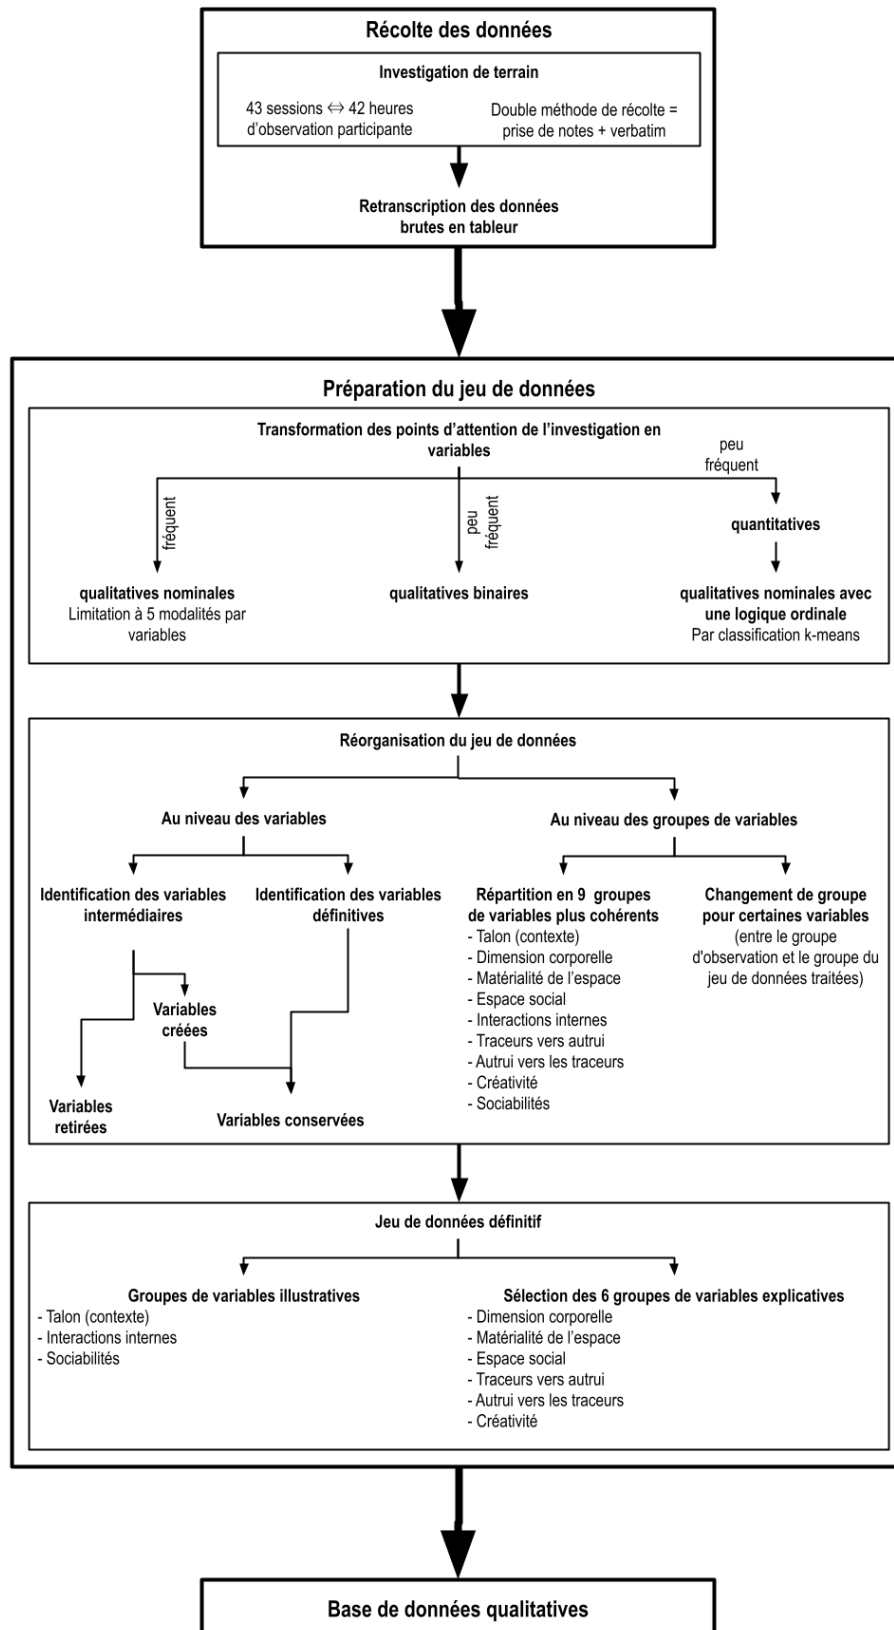 Récolte des données
Investigation de terrain
43 sessions ⇔ 42 heures
d'observation participante
Double méthode de récolte =
prise de notes + verbatim
Retranscription des données
brutes en tableur
Préparation du jeu de données
Transformation des points d'attention de l'investigation en
variables
fréquent
peu
fréquent
peu
fréquent
quantitatives
qualitatives nominales
Limitation à 5 modalités par
variables
qualitatives binaires
qualitatives nominales avec
une logique ordinale
Par classification k-means
Réorganisation du jeu de données
Au niveau des variables
Au niveau des groupes de variables
Identification des variables
intermédiaires
Identification des variables
définitives
Variables
créées
Variables
retirées
Variables conservées
Répartition en 9 groupes
de variables plus cohérents
- Talon (contexte)
- Dimension corporelle
- Matérialité de l'espace
- Espace social
- Interactions internes
- Traceurs vers autrui
- Autrui vers les traceurs
- Créativité
- Sociabilités
Changement de groupe
pour certaines variables
(entre le groupe
d'observation et le groupe du
jeu de données traitées)
Jeu de données définitif
Groupes de variables illustratives
- Talon (contexte)
- Interactions internes
- Sociabilités
Sélection des 6 groupes de variables explicatives
- Dimension corporelle
- Matérialité de l'espace
- Espace social
- Traceurs vers autrui
- Autrui vers les traceurs
- Créativité
Base de données qualitatives